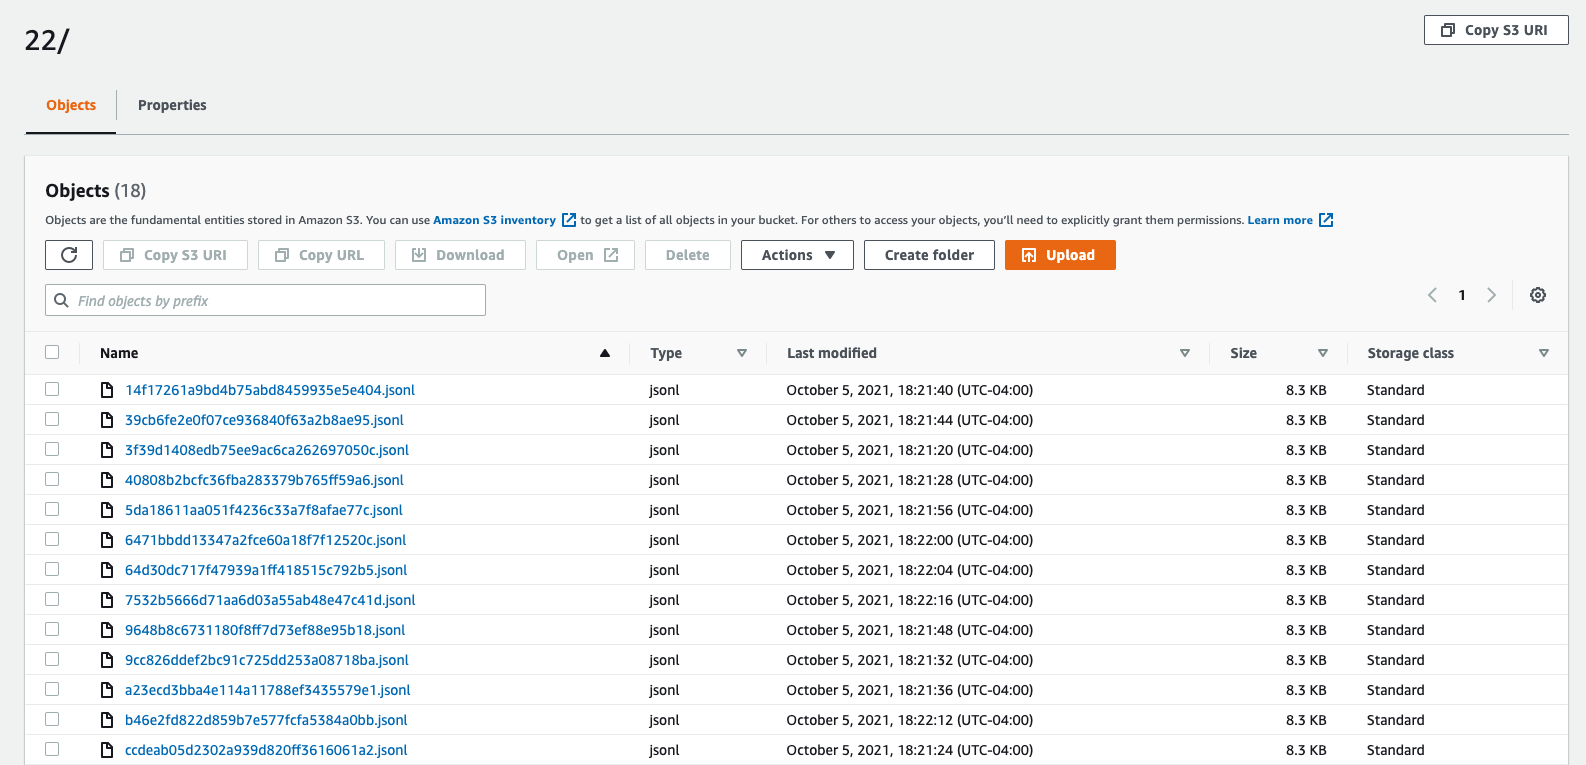 22/
Copy S3 URI
Objects Properties
Objects (18)
Objects are the fundamental entities stored in Amazon S3. You can use Amazon S3 inventory to get a list of all objects in your bucket. For others to access your objects, you'll need to explicitly grant them permissions. Learn more
Copy S3 URI Copy URL Download Open Delete Actions Create folder Upload
Find objects by prefix
1
Name Type Last modified Size Storage class
14f17261a9bd4b75abd8459935e5e404.jsonl jsonl October 5, 2021, 18:21:40 (UTC-04:00) 8.3 KB Standard
39cb6fe2e0f07ce936840f63a2b8ae95.jsonl jsonl October 5, 2021, 18:21:44 (UTC-04:00) 8.3 KB Standard
3f39d1408edb75ee9ac6ca262697050c.jsonl jsonl October 5, 2021, 18:21:20 (UTC-04:00) 8.3 KB Standard
40808b2bcfc36fba283379b765ff59a6.jsonl jsonl October 5, 2021, 18:21:28 (UTC-04:00) 8.3 KB Standard
5da18611aa051f4236c33a7f8afae77c.jsonl jsonl October 5, 2021, 18:21:56 (UTC-04:00) 8.3 KB Standard
6471bbdd13347a2fce60a18f7f12520c.jsonl jsonl October 5, 2021, 18:22:00 (UTC-04:00) 8.3 KB Standard
64d30dc717f47939a1ff418515c792b5.jsonl jsonl October 5, 2021, 18:22:04 (UTC-04:00) 8.3 KB Standard
7532b5666d71aa6d03a55ab48e47c41d.jsonl jsonl October 5, 2021, 18:22:16 (UTC-04:00) 8.3 KB Standard
9648b8c6731180f8ff7d73ef88e95b18.jsonl jsonl October 5, 2021, 18:21:48 (UTC-04:00) 8.3 KB Standard
9cc826ddef2bc91c725dd253a08718ba.jsonl jsonl October 5, 2021, 18:21:32 (UTC-04:00) 8.3 KB Standard
a23ecd3bba4e114a11788ef3435579e1.jsonl jsonl October 5, 2021, 18:21:36 (UTC-04:00) 8.3 KB Standard
b46e2fd822d859b7e577fcfa5384a0bb.jsonl jsonl October 5, 2021, 18:22:12 (UTC-04:00) 8.3 KB Standard
ccdeab05d2302a939d820ff3616061a2.jsonl jsonl October 5, 2021, 18:21:24 (UTC-04:00) 8.3 KB Standard